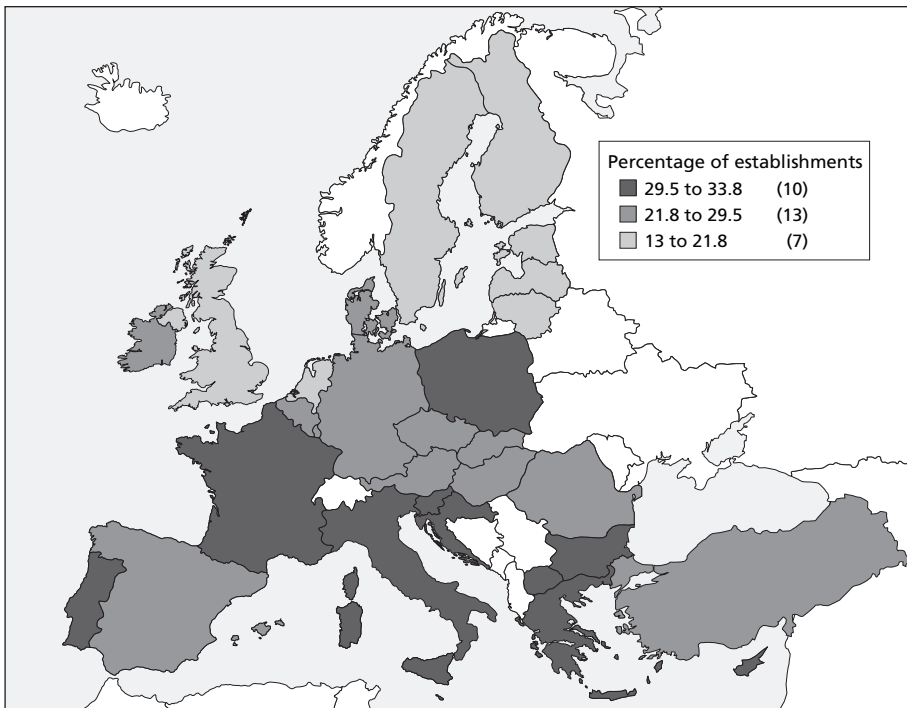 Percentage of establishments
29.5 to 33.8 (10)
21.8 to 29.5 (13)
13 to 21.8 (7)